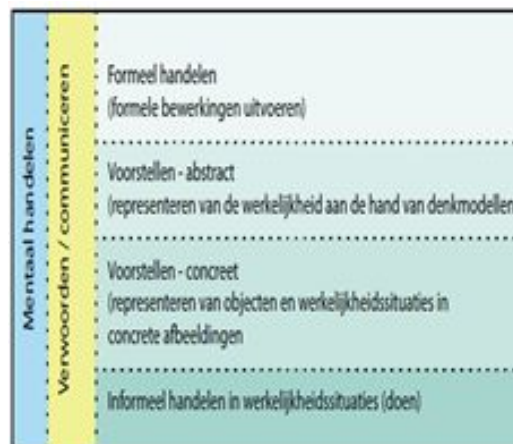 Mentaal handelen
Verwoorden / communiceren
Formeel handelen
(formele bewerkingen uitvoeren)
Voorstellen - abstract
(representeren van de werkelijkheid aan de hand van denkmodellen
Voorstellen - concreet
(representeren van objecten en werkelijkheidssituaties in
concrete afbeeldingen
Informeel handelen in werkelijkheidssituaties (doen)